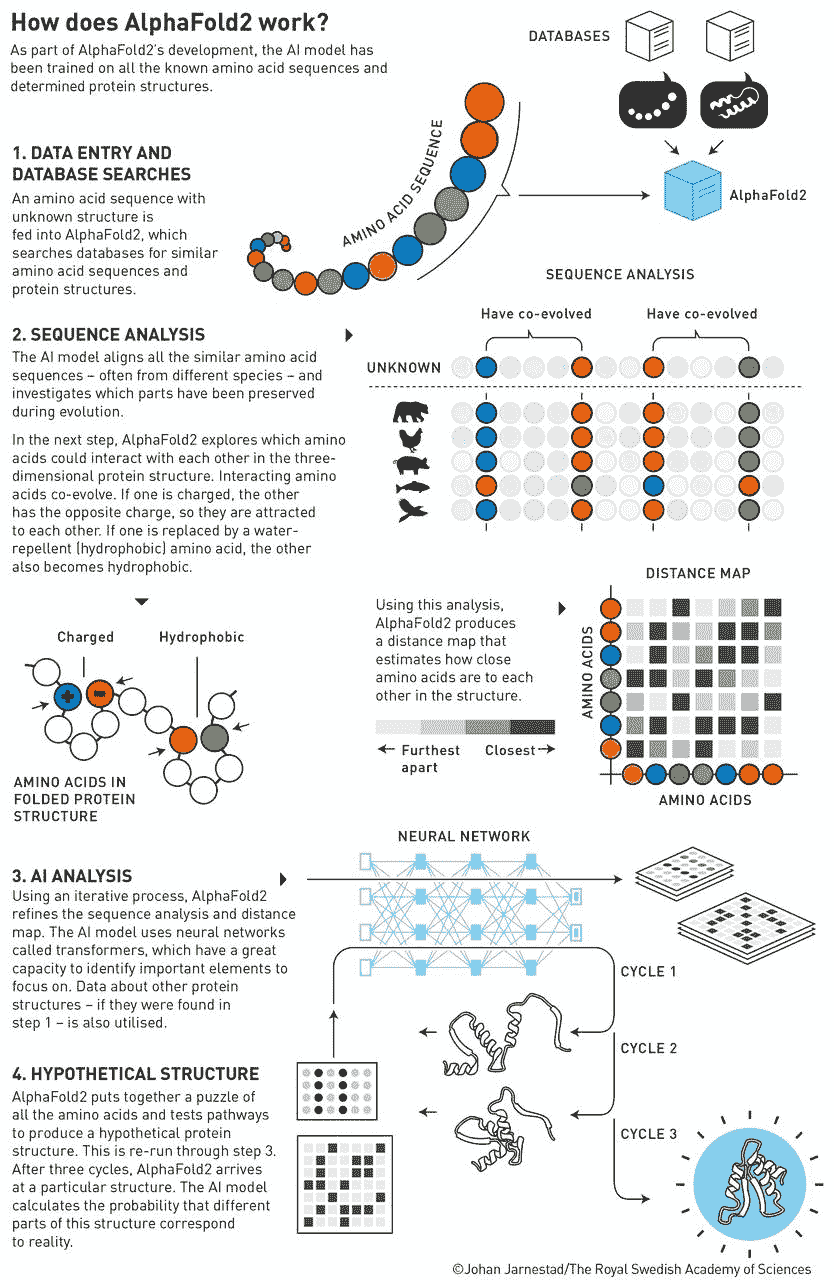 How does AlphaFold2 work?
As part of AlphaFold2's development, the AI model has
been trained on all the known amino acid sequences and
determined protein structures.
DATABASES
AlphaFold2
AMINO ACID SEQUENCE
1. DATA ENTRY AND
DATABASE SEARCHES
An amino acid sequence with
unknown structure is
fed into AlphaFold2, which
searches databases for similar
amino acid sequences and
protein structures.
SEQUENCE ANALYSIS
Have co-evolved
Have co-evolved
UNKNOWN
2. SEQUENCE ANALYSIS
The AI model aligns all the similar amino acid
sequences – often from different species – and
investigates which parts have been preserved
during evolution.
In the next step, AlphaFold2 explores which amino
acids could interact with each other in the three-
dimensional protein structure. Interacting amino
acids co-evolve. If one is charged, the other
has the opposite charge, so they are attracted
to each other. If one is replaced by a water-
repellent (hydrophobic) amino acid, the other
also becomes hydrophobic.
Charged
Hydrophobic
+
-
AMINO ACIDS IN
FOLDED PROTEIN
STRUCTURE
Using this analysis,
AlphaFold2 produces
a distance map that
estimates how close
amino acids are to each
other in the structure.
Furthest
apart
Closest
DISTANCE MAP
AMINO ACIDS
AMINO ACIDS
3. AI ANALYSIS
Using an iterative process, AlphaFold2
refines the sequence analysis and distance
map. The AI model uses neural networks
called transformers, which have a great
capacity to identify important elements to
focus on. Data about other protein
structures – if they were found in
step 1 – is also utilised.
NEURAL NETWORK
CYCLE 1
CYCLE 2
CYCLE 3
4. HYPOTHETICAL STRUCTURE
AlphaFold2 puts together a puzzle of
all the amino acids and tests pathways
to produce a hypothetical protein
structure. This is re-run through step 3.
After three cycles, AlphaFold2 arrives
at a particular structure. The AI model
calculates the probability that different
parts of this structure correspond
to reality.
©Johan Jarnestad/The Royal Swedish Academy of Sciences